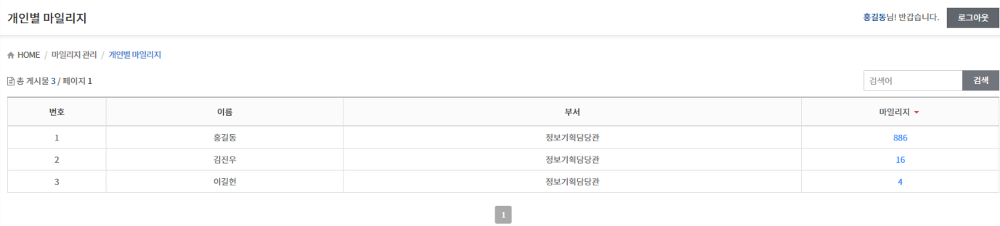 개인별 마일리지
홍길동님! 반갑습니다. 로그아웃
HOME / 마일리지 관리 / 개인별 마일리지
총 게시물 3 / 페이지 1
검색어 검색
번호 이름 부서 마일리지
1 홍길동 정보기획담당관 886
2 김진우 정보기획담당관 16
3 이길헌 정보기획담당관 4
1